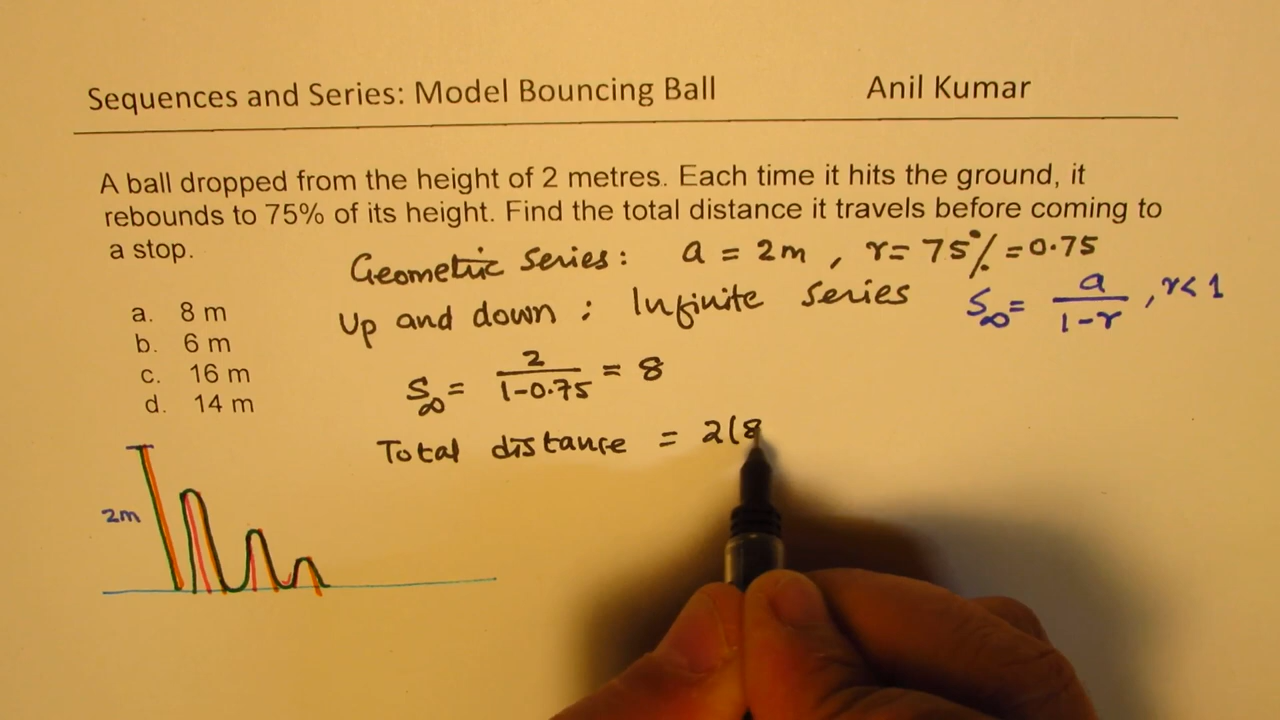 Sequences and Series: Model Bouncing Ball Anil Kumar
A ball dropped from the height of 2 metres. Each time it hits the ground, it
rebounds to 75% of its height. Find the total distance it travels before coming to
a stop.
Geometric Series: a = 2m , r = 75% = 0.75
Up and down ; Infinite series S∞ = a/(1-r) , r < 1
a. 8 m
b. 6 m
c. 16 m
d. 14 m
S∞ = 2/(1-0.75) = 8
Total distance = 2(8
2m